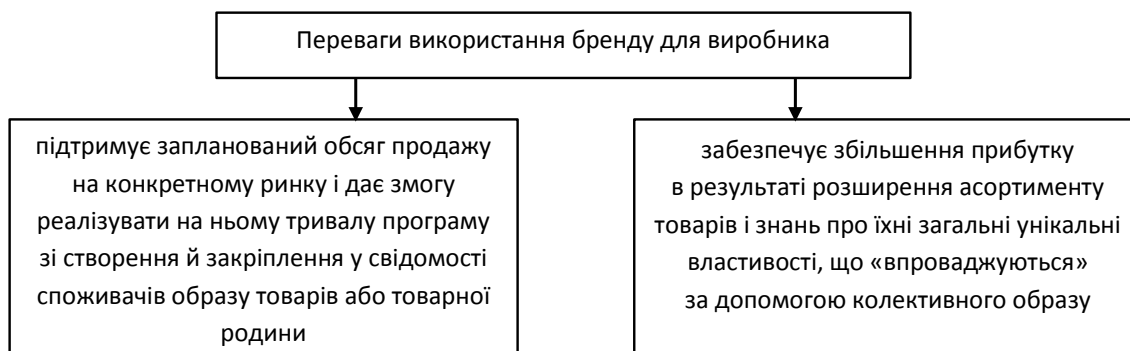 Переваги використання бренду для виробника
підтримує запланований обсяг продажу
на конкретному ринку і дає змогу
реалізувати на ньому тривалу програму
зі створення й закріплення у свідомості
споживачів образу товарів або товарної
родини
забезпечує збільшення прибутку
в результаті розширення асортименту
товарів і знань про їхні загальні унікальні
властивості, що «впроваджуються»
за допомогою колективного образу